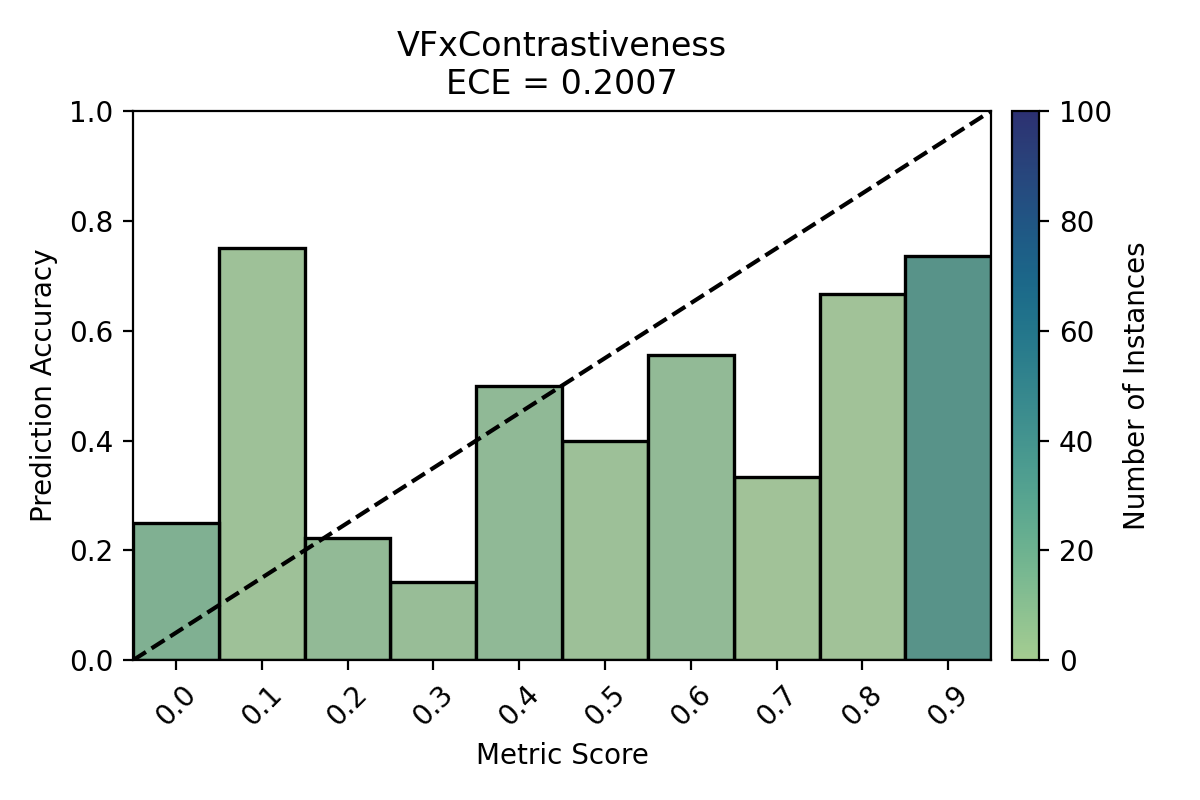 VFxContrastiveness
ECE = 0.2007
1.0
0.8
0.6
0.4
0.2
0.0
Prediction Accuracy
0.0 0.1 0.2 0.3 0.4 0.5 0.6 0.7 0.8 0.9
Metric Score
100
80
60
40
20
0
Number of Instances